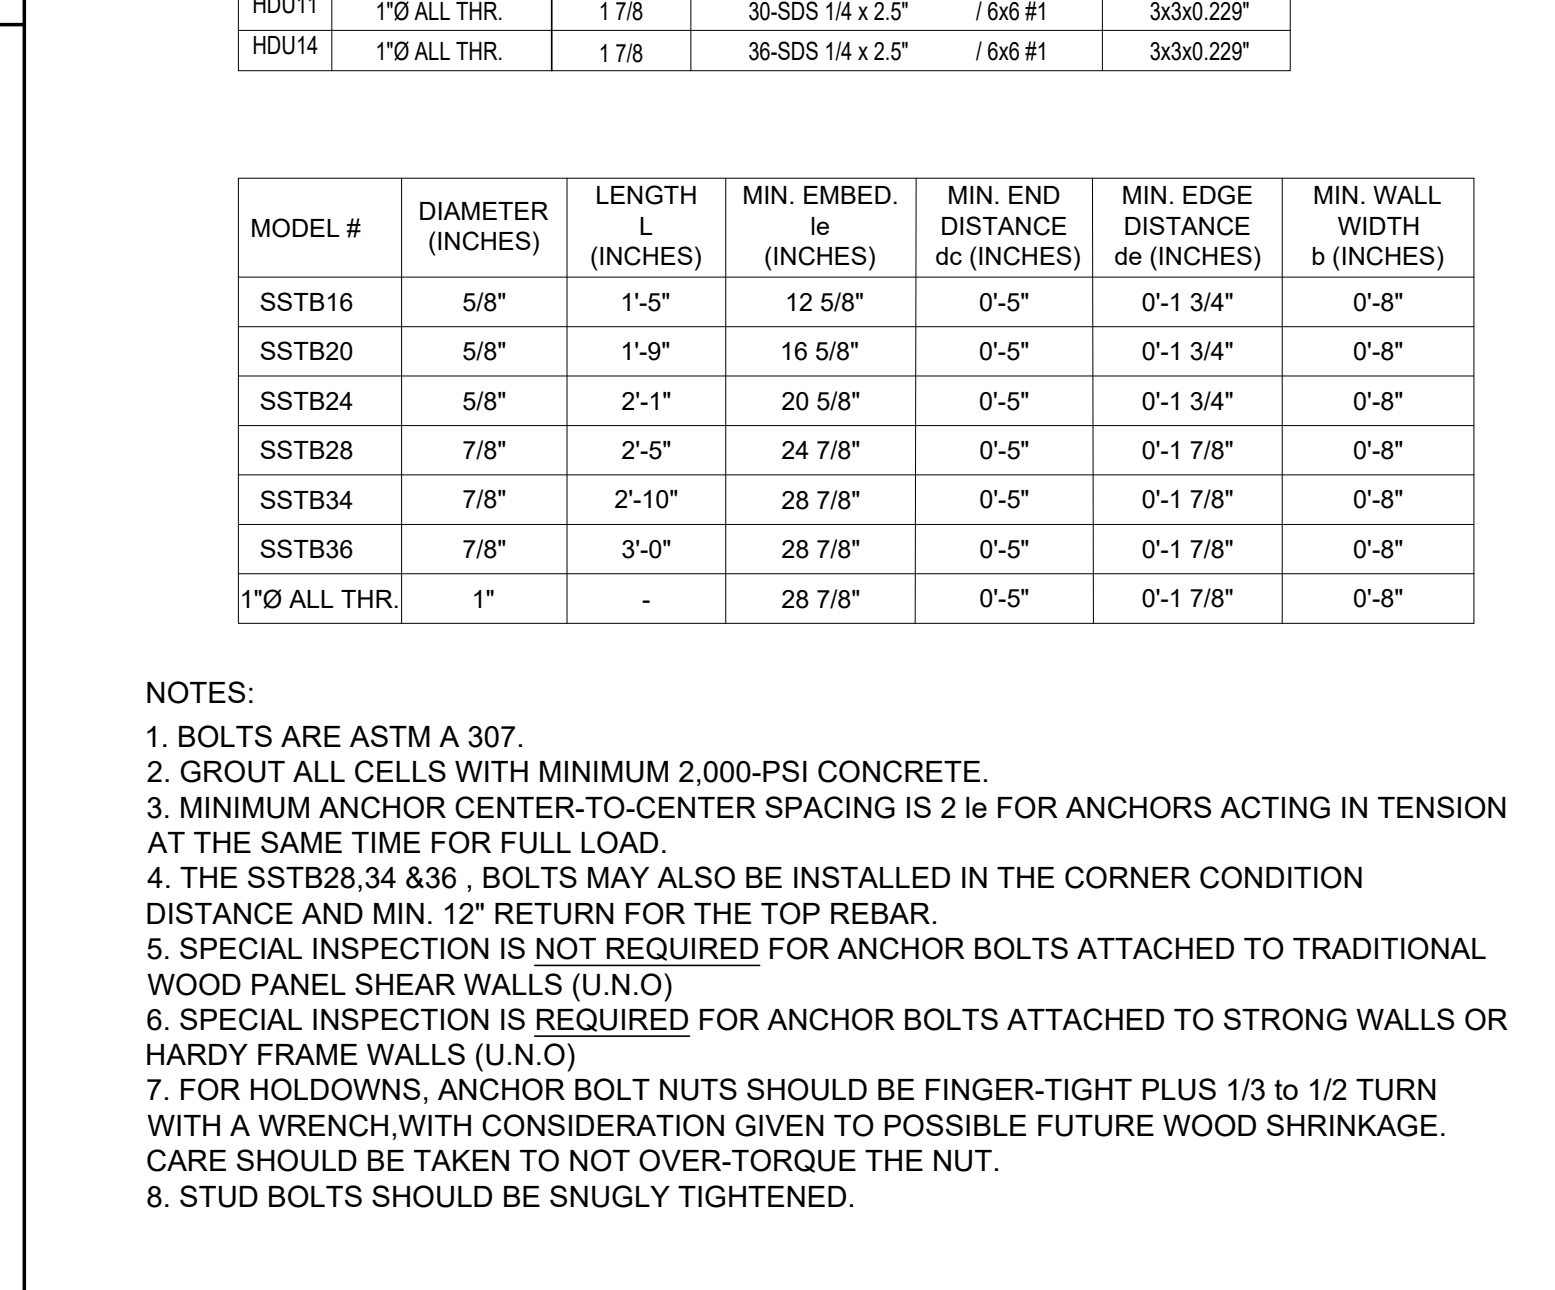 HDU11 1"Ø ALL THR. 1 7/8 30-SDS 1/4 x 2.5" / 6x6 #1 3x3x0.229"
HDU14 1"Ø ALL THR. 1 7/8 36-SDS 1/4 x 2.5" / 6x6 #1 3x3x0.229"
MODEL # DIAMETER (INCHES) LENGTH L (INCHES) MIN. EMBED. le (INCHES) MIN. END DISTANCE dc (INCHES) MIN. EDGE DISTANCE de (INCHES) MIN. WALL WIDTH b (INCHES)
SSTB16 5/8" 1'-5" 12 5/8" 0'-5" 0'-1 3/4" 0'-8"
SSTB20 5/8" 1'-9" 16 5/8" 0'-5" 0'-1 3/4" 0'-8"
SSTB24 5/8" 2'-1" 20 5/8" 0'-5" 0'-1 3/4" 0'-8"
SSTB28 7/8" 2'-5" 24 7/8" 0'-5" 0'-1 7/8" 0'-8"
SSTB34 7/8" 2'-10" 28 7/8" 0'-5" 0'-1 7/8" 0'-8"
SSTB36 7/8" 3'-0" 28 7/8" 0'-5" 0'-1 7/8" 0'-8"
1"Ø ALL THR. 1" - 28 7/8" 0'-5" 0'-1 7/8" 0'-8"
NOTES:
1. BOLTS ARE ASTM A 307.
2. GROUT ALL CELLS WITH MINIMUM 2,000-PSI CONCRETE.
3. MINIMUM ANCHOR CENTER-TO-CENTER SPACING IS 2 le FOR ANCHORS ACTING IN TENSION
AT THE SAME TIME FOR FULL LOAD.
4. THE SSTB28,34 &36 , BOLTS MAY ALSO BE INSTALLED IN THE CORNER CONDITION
DISTANCE AND MIN. 12" RETURN FOR THE TOP REBAR.
5. SPECIAL INSPECTION IS NOT REQUIRED FOR ANCHOR BOLTS ATTACHED TO TRADITIONAL
WOOD PANEL SHEAR WALLS (U.N.O)
6. SPECIAL INSPECTION IS REQUIRED FOR ANCHOR BOLTS ATTACHED TO STRONG WALLS OR
HARDY FRAME WALLS (U.N.O)
7. FOR HOLDOWNS, ANCHOR BOLT NUTS SHOULD BE FINGER-TIGHT PLUS 1/3 to 1/2 TURN
WITH A WRENCH,WITH CONSIDERATION GIVEN TO POSSIBLE FUTURE WOOD SHRINKAGE.
CARE SHOULD BE TAKEN TO NOT OVER-TORQUE THE NUT.
8. STUD BOLTS SHOULD BE SNUGLY TIGHTENED.